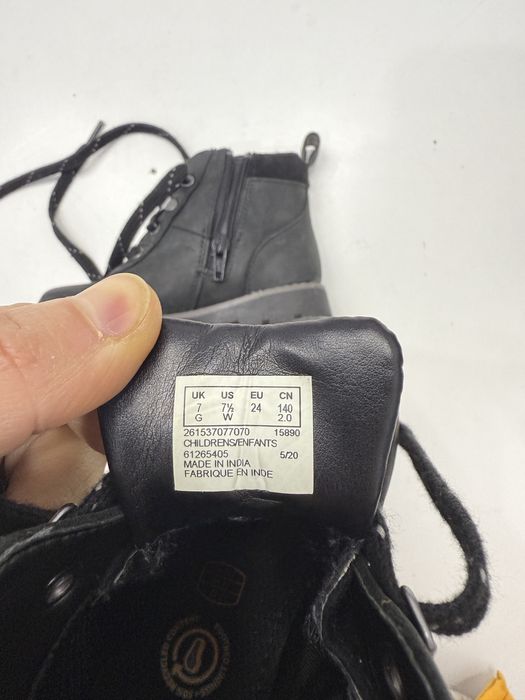 UK US EU CN
7 7½ 24 140
G W 2.0
261537077070 15890
CHILDRENS/ENFANTS
61265405 5/20
MADE IN INDIA
FABRIQUE EN INDE